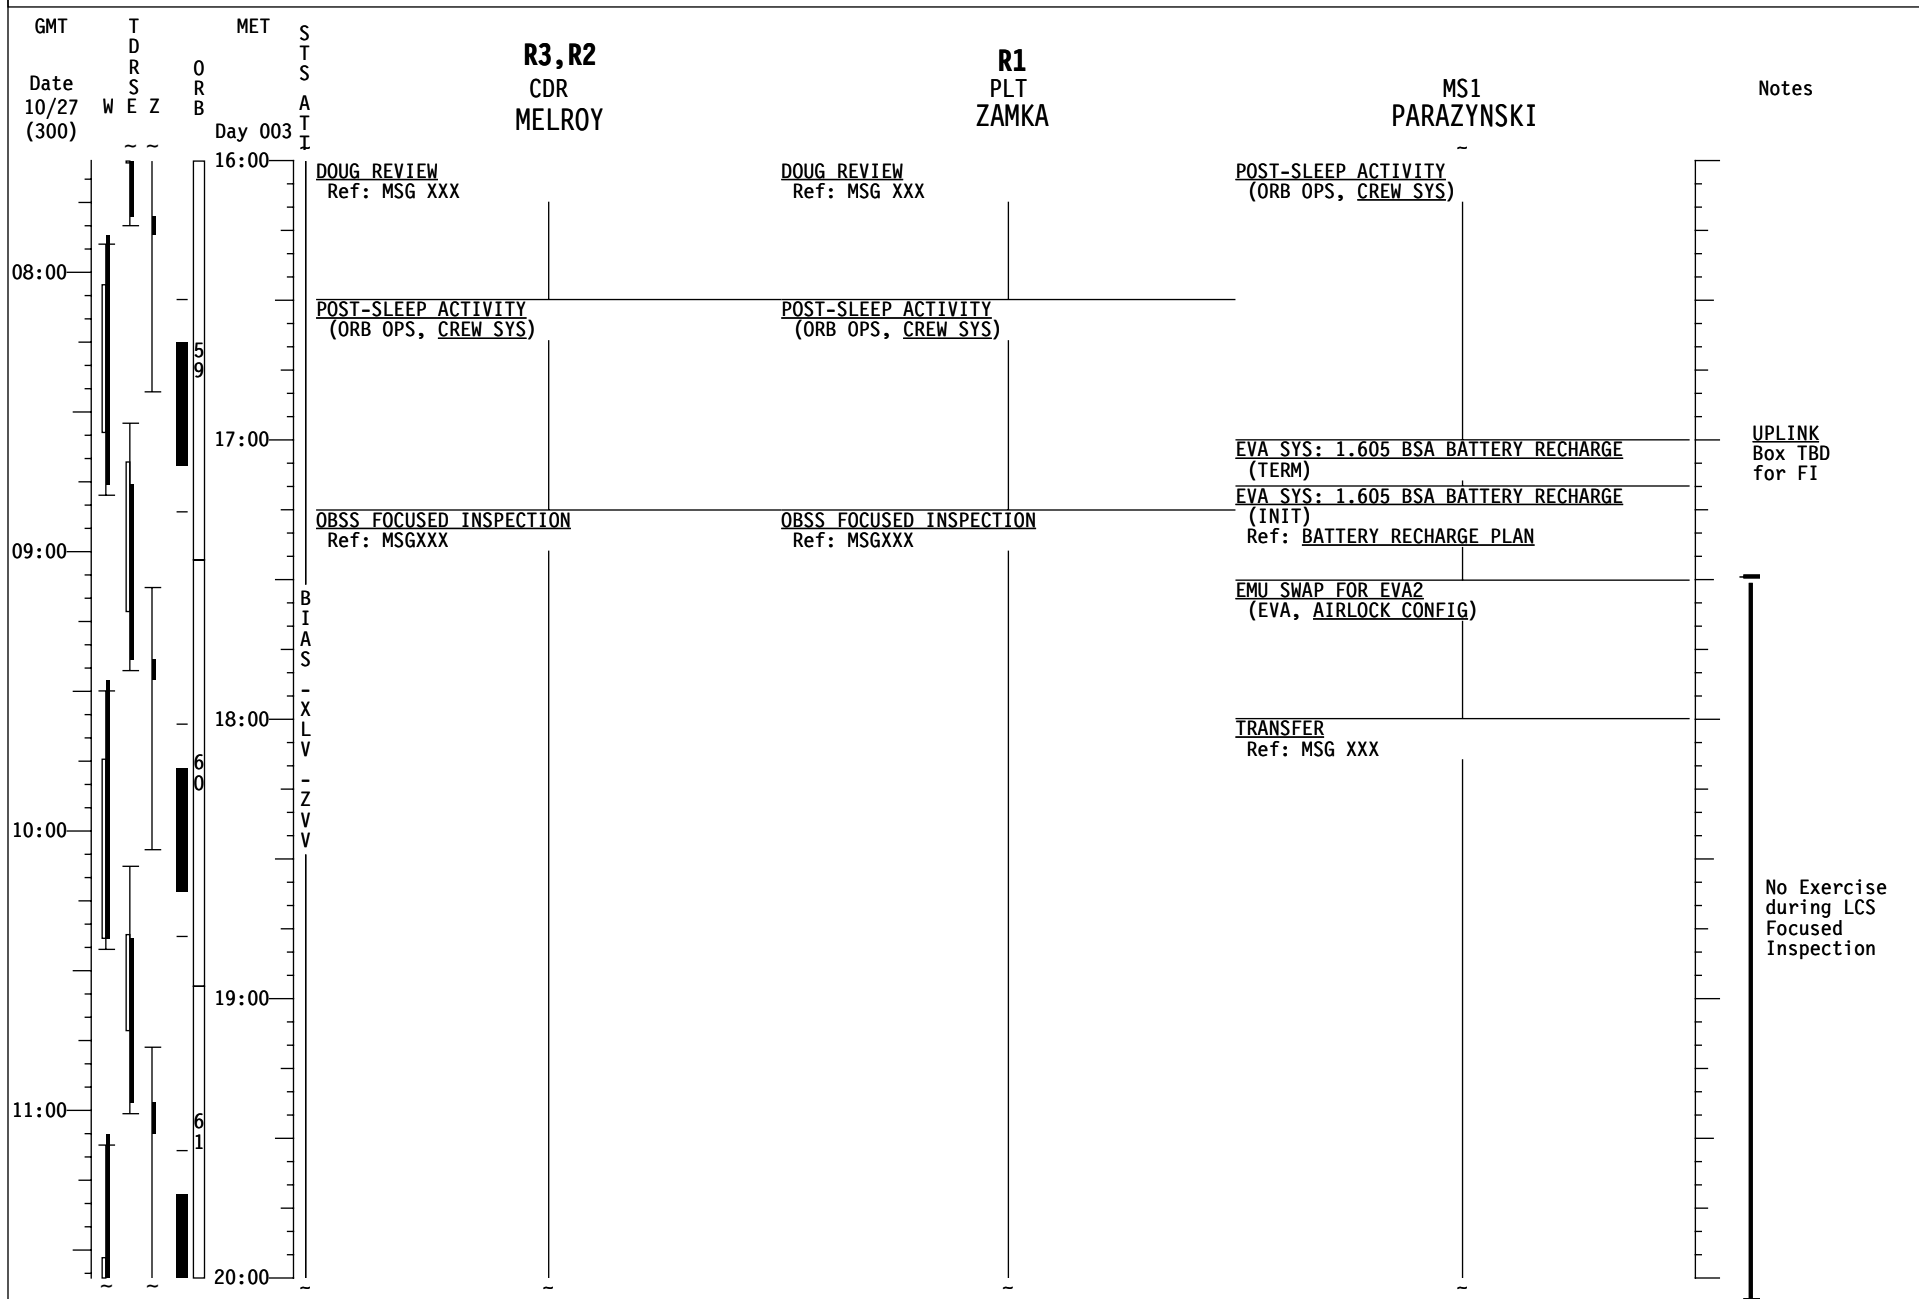 GMT
Date
10/27
(300)
TDRS
W E Z
ORB
MET
Day 003
STS ATT
R3,R2
CDR
MELROY
R1
PLT
ZAMKA
MS1
PARAZYNSKI
Notes
~ ~ ~ ~
16:00
DOUG REVIEW
Ref: MSG XXX
DOUG REVIEW
Ref: MSG XXX
POST-SLEEP ACTIVITY
(ORB OPS, CREW SYS)
08:00
POST-SLEEP ACTIVITY
(ORB OPS, CREW SYS)
POST-SLEEP ACTIVITY
(ORB OPS, CREW SYS)
59
17:00
EVA SYS: 1.605 BSA BATTERY RECHARGE
(TERM)
UPLINK
Box TBD
for FI
EVA SYS: 1.605 BSA BATTERY RECHARGE
(INIT)
Ref: BATTERY RECHARGE PLAN
OBSS FOCUSED INSPECTION
Ref: MSGXXX
OBSS FOCUSED INSPECTION
Ref: MSGXXX
09:00
EMU SWAP FOR EVA2
(EVA, AIRLOCK CONFIG)
BIAS -XLV -ZVV
18:00
TRANSFER
Ref: MSG XXX
60
10:00
No Exercise
during LCS
Focused
Inspection
19:00
11:00
61
20:00
~ ~ ~ ~ ~ ~